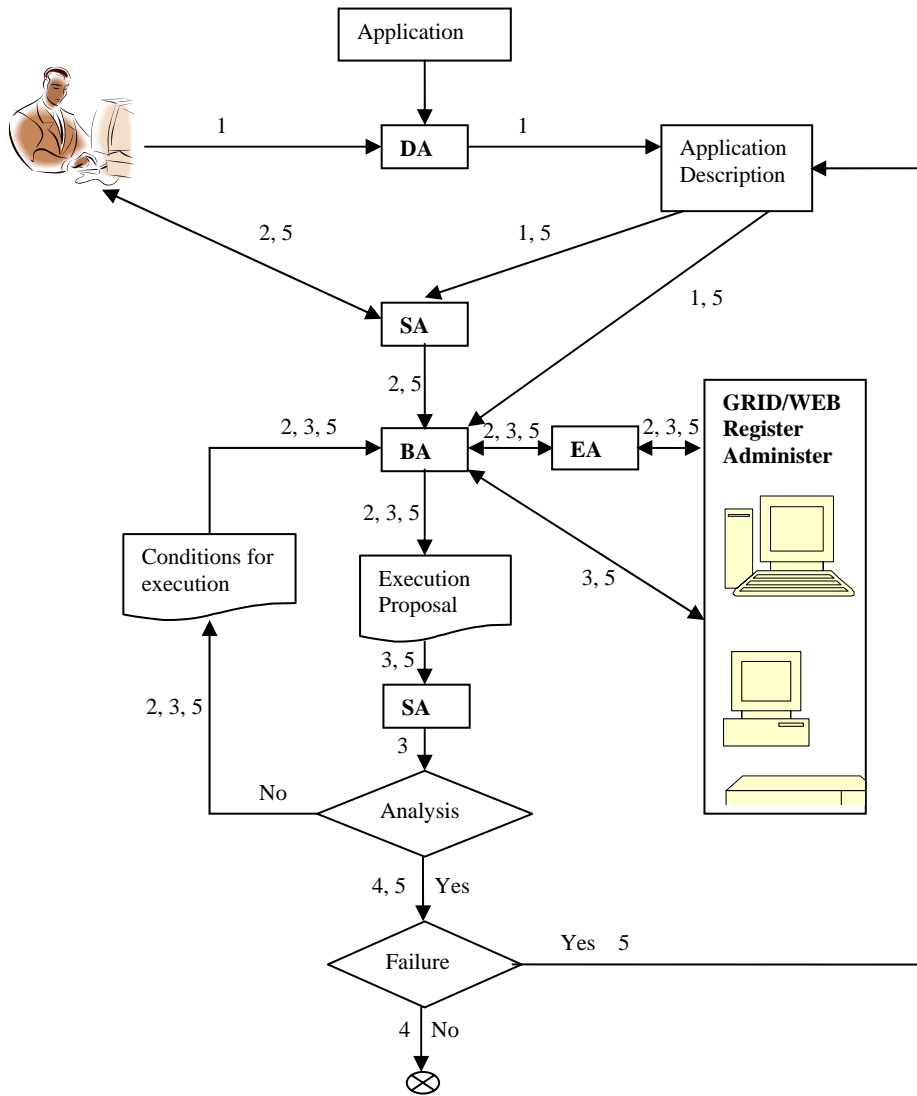 Application
1
DA
1
Application
Description
2, 5
1, 5
1, 5
SA
2, 5
GRID/WEB
Register
Administer
2, 3, 5
BA
2, 3, 5
EA
2, 3, 5
2, 3, 5
Conditions for
execution
Execution
Proposal
3, 5
3, 5
2, 3, 5
SA
3
No
Analysis
4, 5
Yes
Failure
Yes 5
4
No